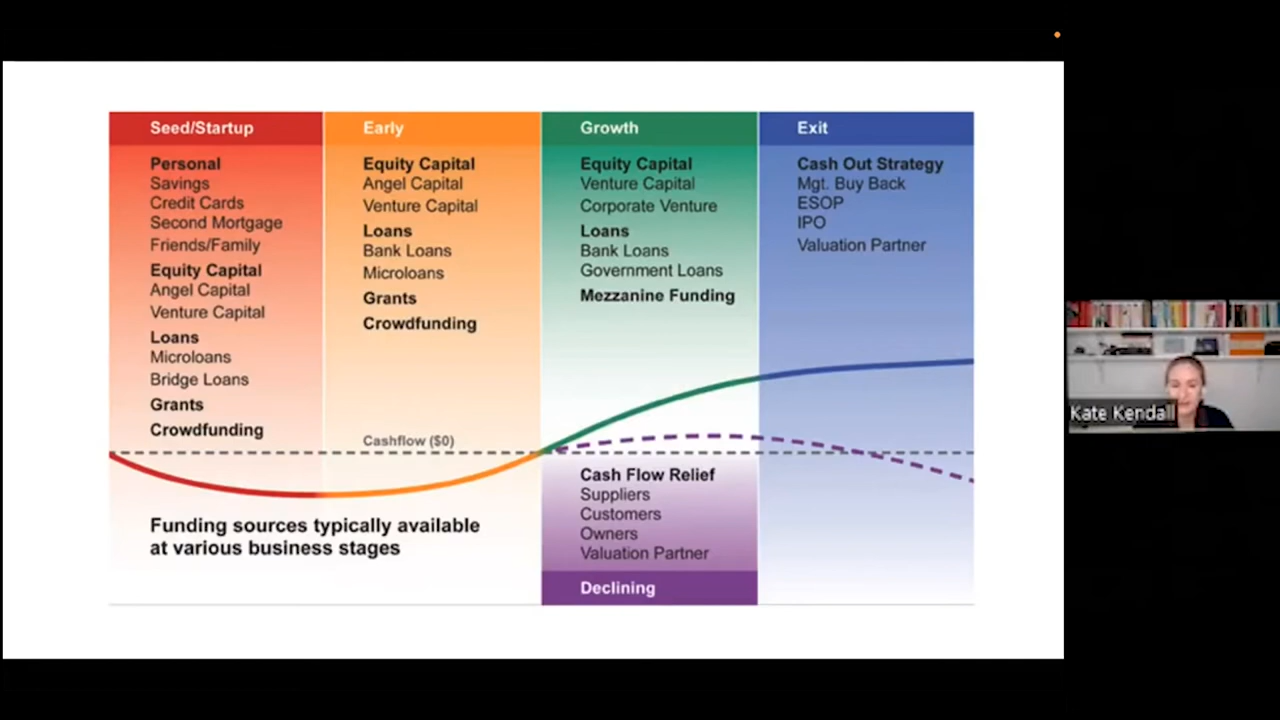 Seed/Startup
Personal
Savings
Credit Cards
Second Mortgage
Friends/Family
Equity Capital
Angel Capital
Venture Capital
Loans
Microloans
Bridge Loans
Grants
Crowdfunding
Early
Equity Capital
Angel Capital
Venture Capital
Loans
Bank Loans
Microloans
Grants
Crowdfunding
Cashflow ($0)
Growth
Equity Capital
Venture Capital
Corporate Venture
Loans
Bank Loans
Government Loans
Mezzanine Funding
Cash Flow Relief
Suppliers
Customers
Owners
Valuation Partner
Declining
Exit
Cash Out Strategy
Mgt. Buy Back
ESOP
IPO
Valuation Partner
Funding sources typically available
at various business stages
Kate Kendall